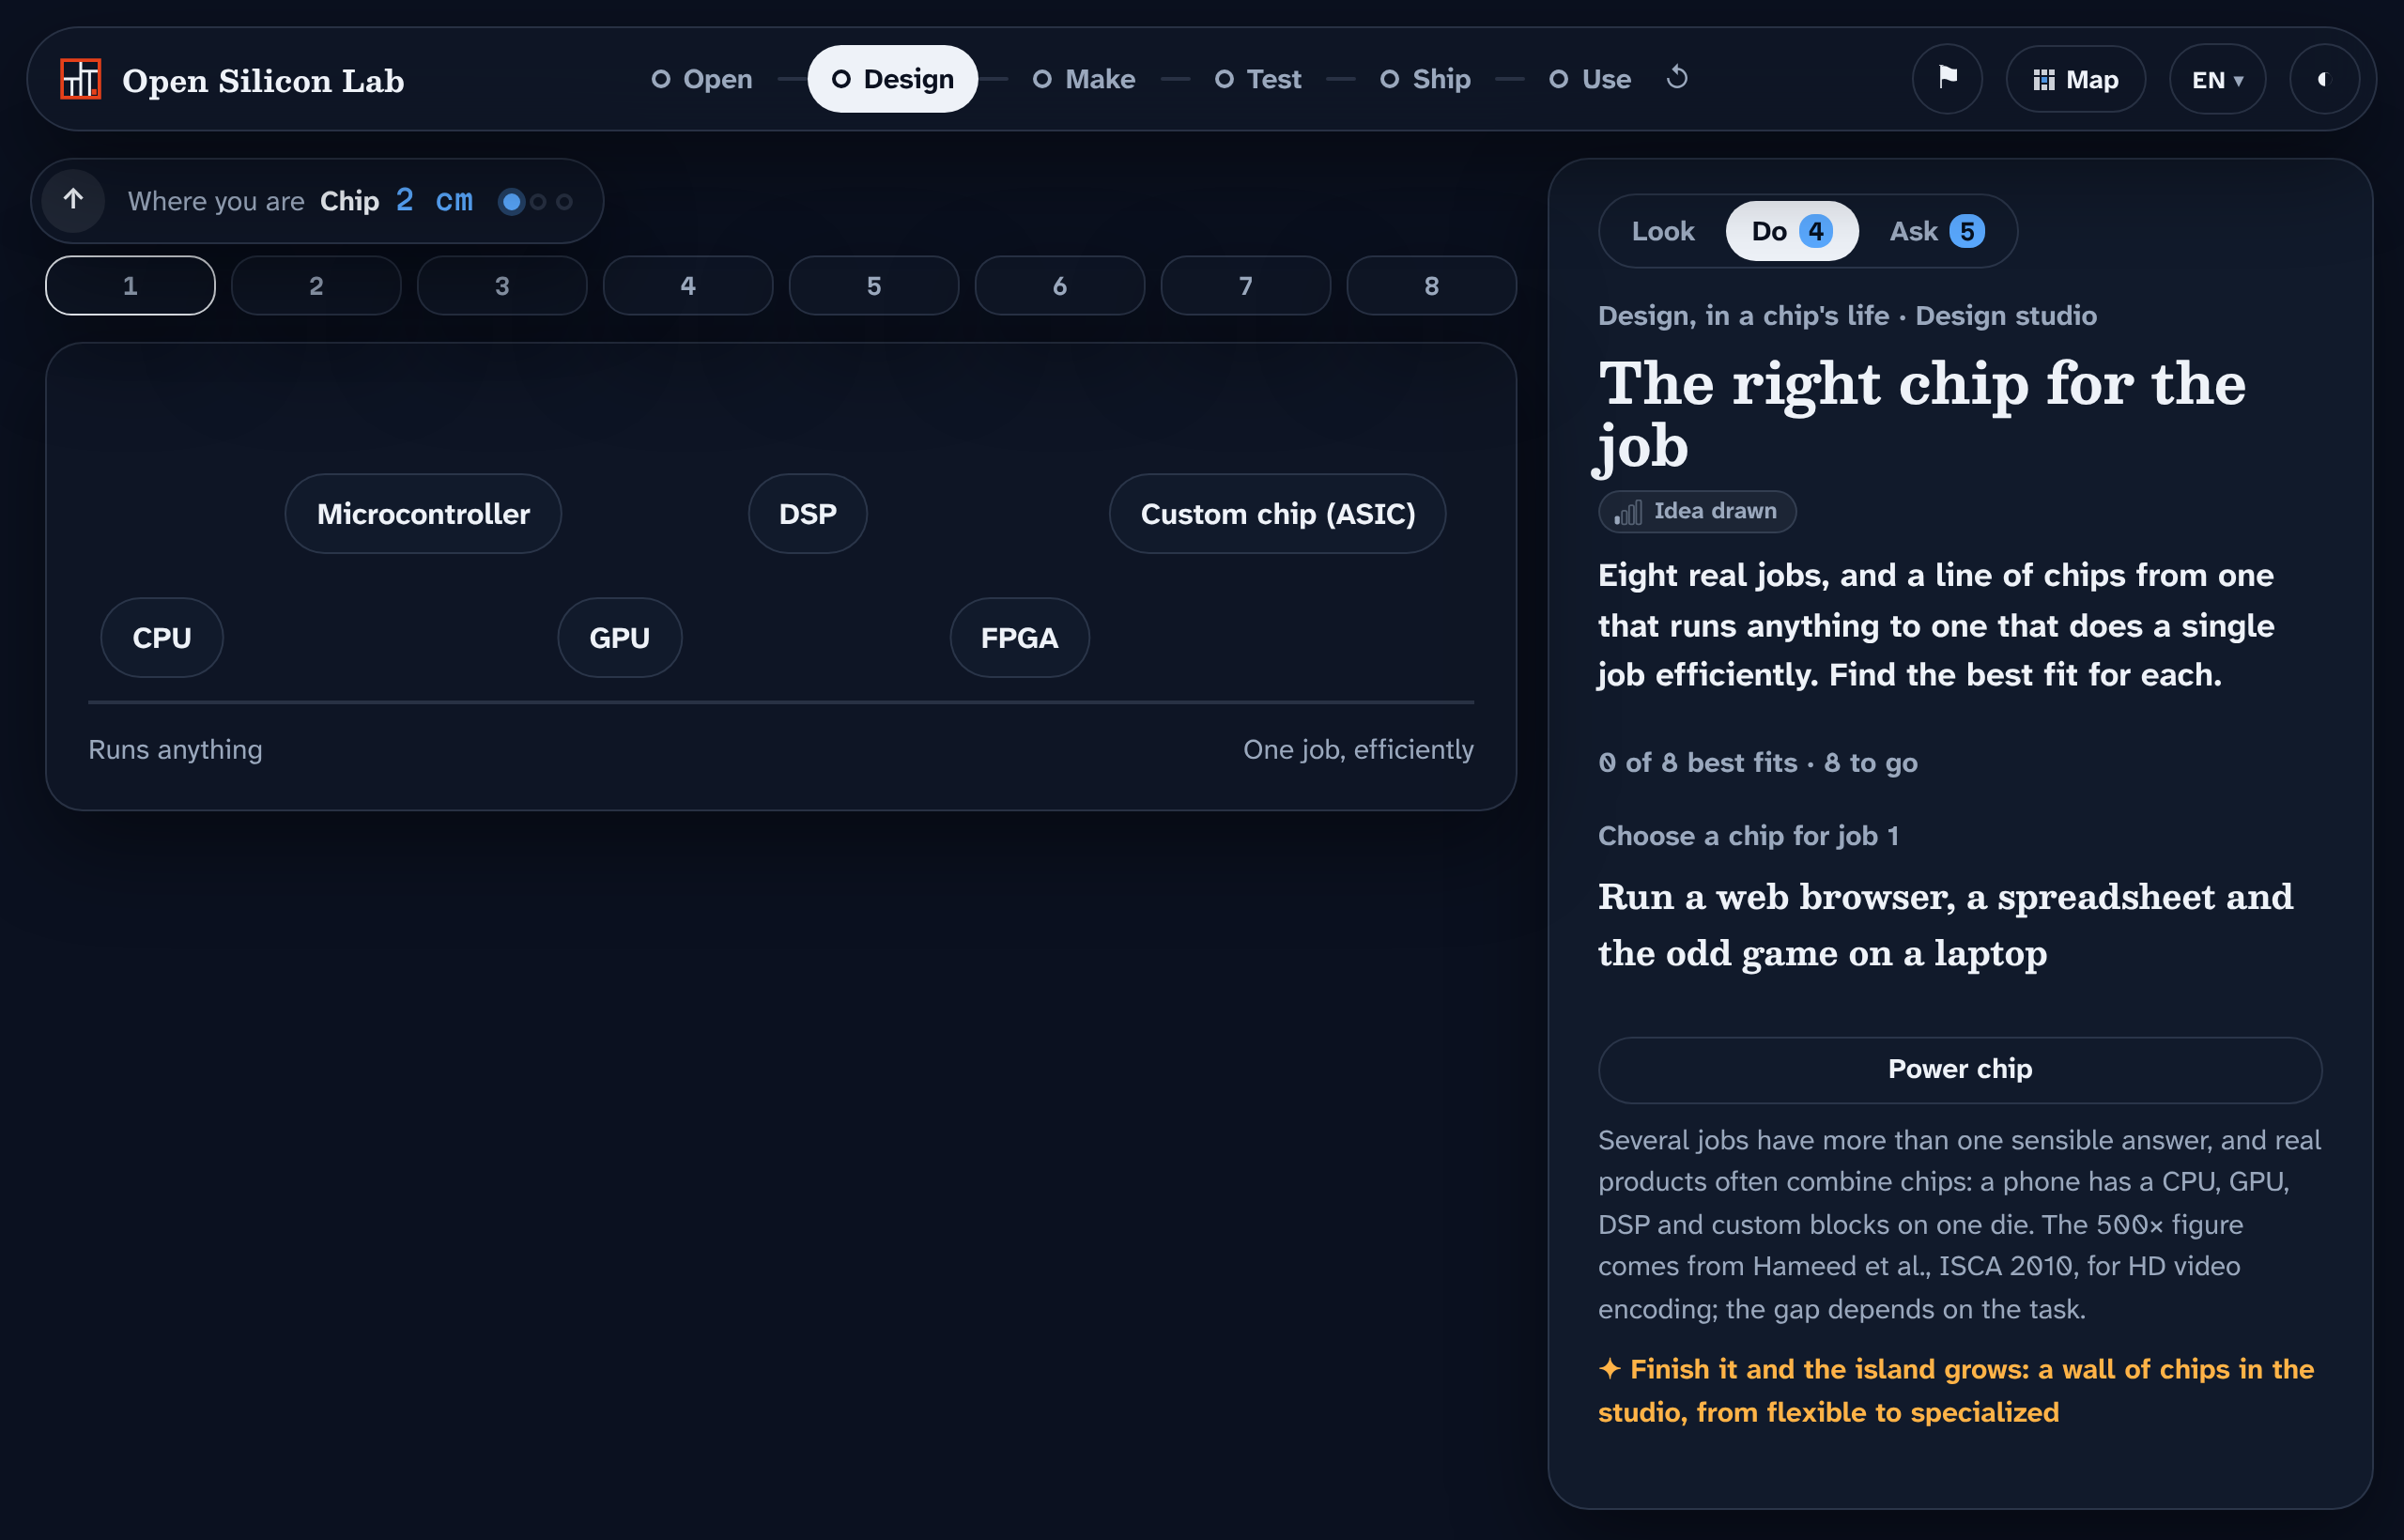 Open Silicon Lab
Open
Design
Make
Test
Ship
Use
Map
EN
Where you are Chip 2 cm
1
2
3
4
5
6
7
8
Microcontroller
DSP
Custom chip (ASIC)
CPU
GPU
FPGA
Runs anything
One job, efficiently
Look
Do 4
Ask 5
Design, in a chip's life · Design studio
The right chip for the
job
Idea drawn
Eight real jobs, and a line of chips from one
that runs anything to one that does a single
job efficiently. Find the best fit for each.
0 of 8 best fits · 8 to go
Choose a chip for job 1
Run a web browser, a spreadsheet and
the odd game on a laptop
Power chip
Several jobs have more than one sensible answer, and real
products often combine chips: a phone has a CPU, GPU,
DSP and custom blocks on one die. The 500× figure
comes from Hameed et al., ISCA 2010, for HD video
encoding; the gap depends on the task.
✦ Finish it and the island grows: a wall of chips in the
studio, from flexible to specialized